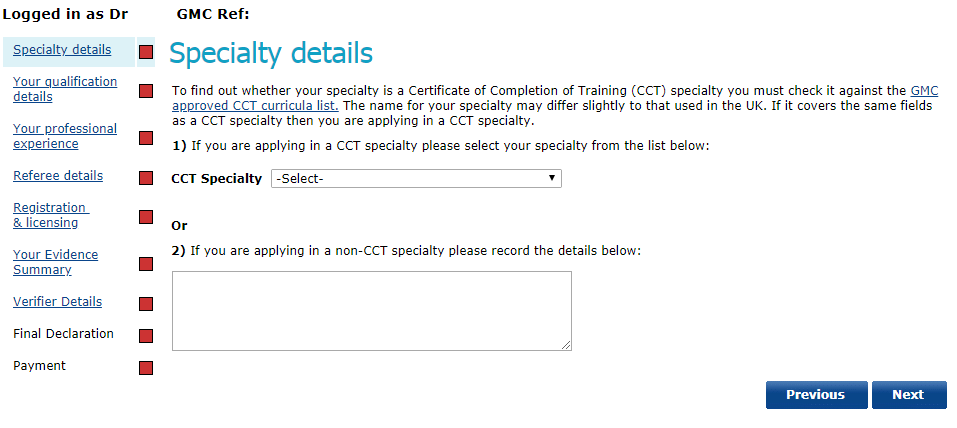 Logged in as Dr GMC Ref:
Specialty details
Your qualification
details
Your professional
experience
Referee details
Registration
& licensing
Your Evidence
Summary
Verifier Details
Final Declaration
Payment
Specialty details
To find out whether your specialty is a Certificate of Completion of Training (CCT) specialty you must check it against the GMC
approved CCT curricula list. The name for your specialty may differ slightly to that used in the UK. If it covers the same fields
as a CCT specialty then you are applying in a CCT specialty.
1) If you are applying in a CCT specialty please select your specialty from the list below:
CCT Specialty -Select-
Or
2) If you are applying in a non-CCT specialty please record the details below:
Previous Next